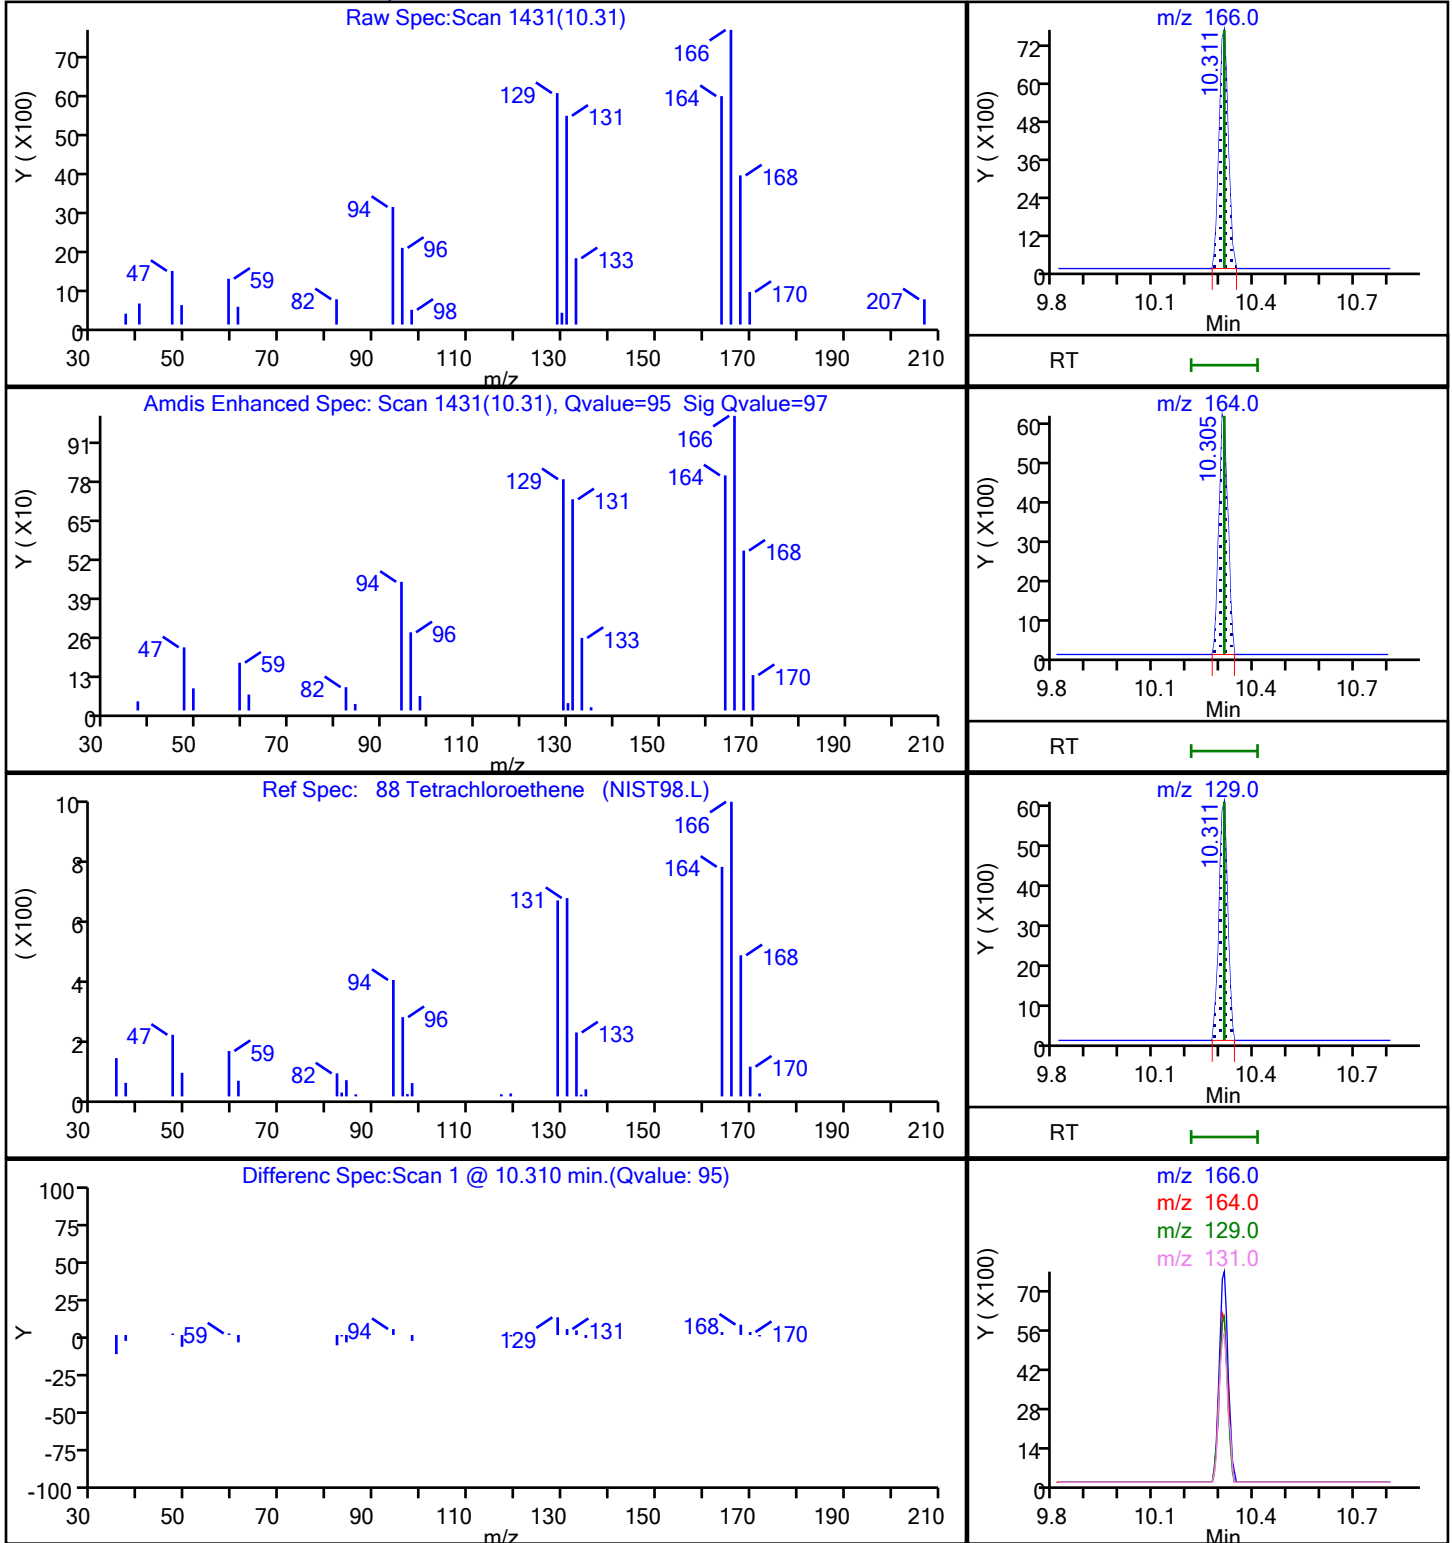 Raw Spec:Scan 1431(10.31)
Y ( X100)
70
60
50
40
30
20
10
0
166
164
129
131
168
94
96
133
47
59
82
98
170
207
30 50 70 90 110 130 150 170 190 210
m/z
m/z 166.0
Y ( X100)
72
60
48
36
24
12
0
10.311
9.8 10.1 10.4 10.7
Min
RT
Amdis Enhanced Spec: Scan 1431(10.31), Qvalue=95 Sig Qvalue=97
Y ( X10)
91
78
65
52
39
26
13
0
166
164
129
131
168
94
96
133
47
59
82
170
30 50 70 90 110 130 150 170 190 210
m/z
m/z 164.0
Y ( X100)
60
50
40
30
20
10
0
10.305
9.8 10.1 10.4 10.7
Min
RT
Ref Spec: 88 Tetrachloroethene (NIST98.L)
( X100)
10
8
6
4
2
0
166
164
131
168
94
96
133
47
59
82
170
30 50 70 90 110 130 150 170 190 210
m/z 129.0
Y ( X100)
60
50
40
30
20
10
0
10.311
9.8 10.1 10.4 10.7
Min
RT
Differenc Spec:Scan 1 @ 10.310 min.(Qvalue: 95)
Y
100
75
50
25
0
-25
-50
-75
-100
59
94
129
131
168
170
30 50 70 90 110 130 150 170 190 210
m/z
m/z 166.0
m/z 164.0
m/z 129.0
m/z 131.0
Y ( X100)
70
56
42
28
14
0
9.8 10.1 10.4 10.7
Min